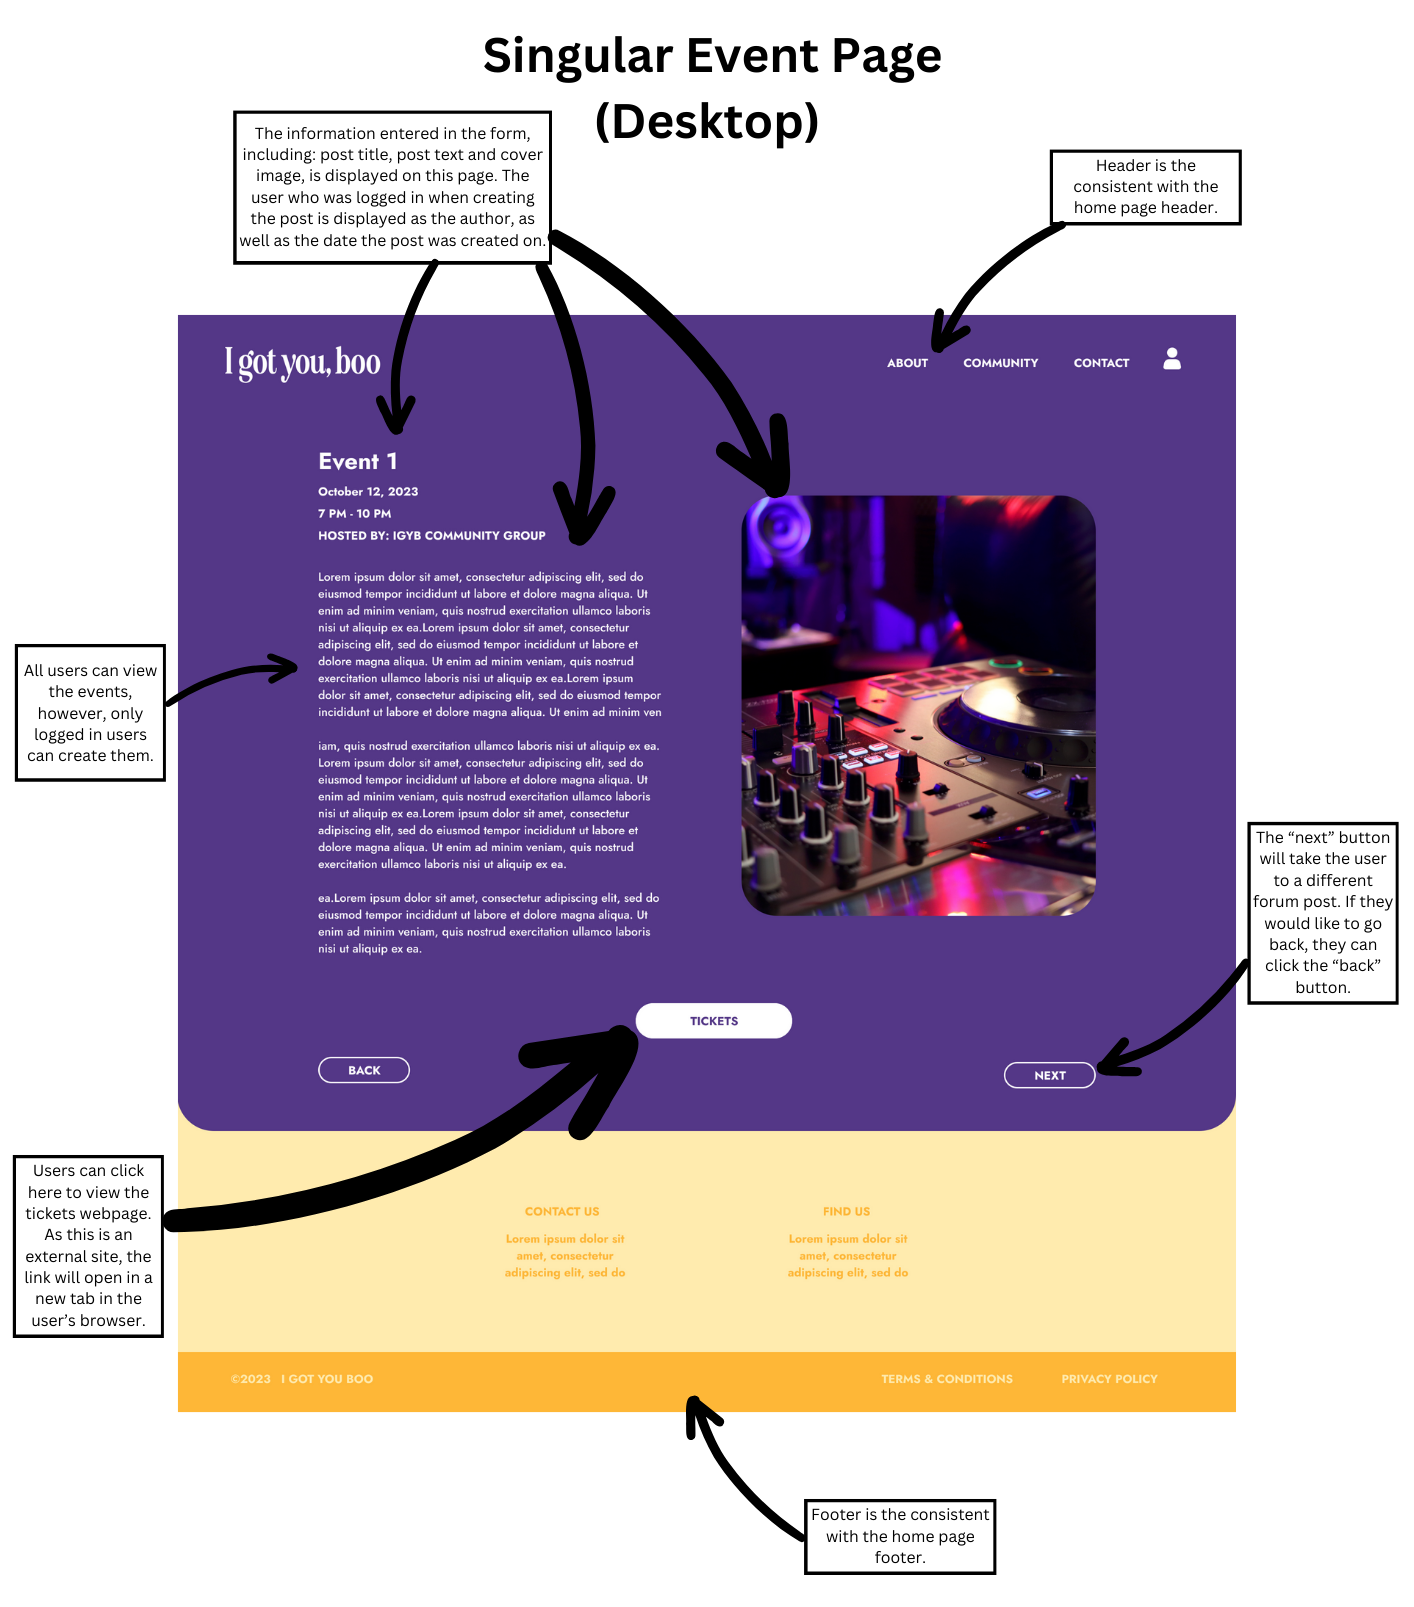 Singular Event Page
(Desktop)
The information entered in the form,
including: post title, post text and cover
image, is displayed on this page. The
user who was logged in when creating
the post is displayed as the author, as
well as the date the post was created on.
Header is the
consistent with the
home page header.
I got you, boo
ABOUT
COMMUNITY
CONTACT
Event 1
October 12, 2023
7 PM - 10 PM
HOSTED BY: IGYB COMMUNITY GROUP
Lorem ipsum dolor sit amet, consectetur adipiscing elit, sed do
eiusmod tempor incididunt ut labore et dolore magna aliqua. Ut
enim ad minim veniam, quis nostrud exercitation ullamco laboris
nisi ut aliquip ex ea.Lorem ipsum dolor sit amet, consectetur
adipiscing elit, sed do eiusmod tempor incididunt ut labore et
dolore magna aliqua. Ut enim ad minim veniam, quis nostrud
exercitation ullamco laboris nisi ut aliquip ex ea.Lorem ipsum
dolor sit amet, consectetur adipiscing elit, sed do eiusmod tempor
incididunt ut labore et dolore magna aliqua. Ut enim ad minim ven
iam, quis nostrud exercitation ullamco laboris nisi ut aliquip ex ea.
Lorem ipsum dolor sit amet, consectetur adipiscing elit, sed do
eiusmod tempor incididunt ut labore et dolore magna aliqua. Ut
enim ad minim veniam, quis nostrud exercitation ullamco laboris
nisi ut aliquip ex ea.Lorem ipsum dolor sit amet, consectetur
adipiscing elit, sed do eiusmod tempor incididunt ut labore et
dolore magna aliqua. Ut enim ad minim veniam, quis nostrud
exercitation ullamco laboris nisi ut aliquip ex ea.
ea.Lorem ipsum dolor sit amet, consectetur adipiscing elit, sed do
eiusmod tempor incididunt ut labore et dolore magna aliqua. Ut
enim ad minim veniam, quis nostrud exercitation ullamco laboris
nisi ut aliquip ex ea.
All users can view
the events,
however, only
logged in users
can create them.
The “next” button
will take the user
to a different
forum post. If they
would like to go
back, they can
click the “back”
button.
TICKETS
BACK
NEXT
Users can click
here to view the
tickets webpage.
As this is an
external site, the
link will open in a
new tab in the
user’s browser.
CONTACT US
Lorem ipsum dolor sit
amet, consectetur
adipiscing elit, sed do
FIND US
Lorem ipsum dolor sit
amet, consectetur
adipiscing elit, sed do
©2023 I GOT YOU BOO
TERMS & CONDITIONS
PRIVACY POLICY
Footer is the consistent
with the home page
footer.